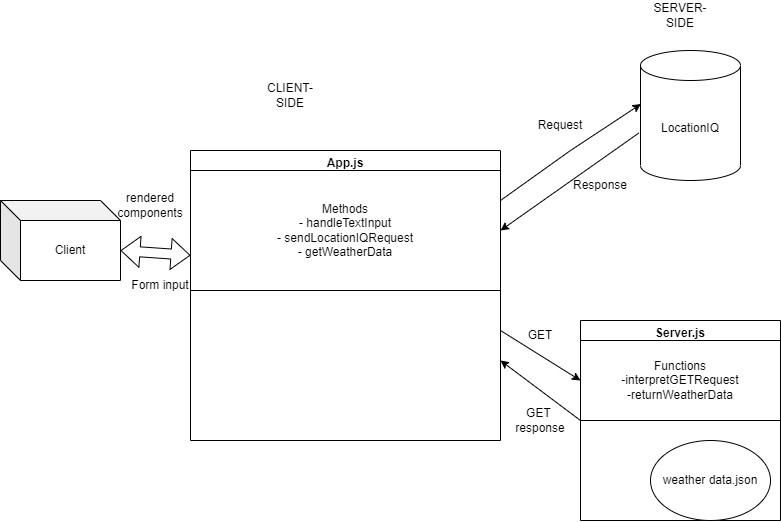 SERVER-
SIDE
CLIENT-
SIDE
LocationIQ
Request
Response
App.js
Methods
- handleTextInput
- sendLocationIQRequest
- getWeatherData
rendered
components
Client
Form input
GET
GET
response
Server.js
Functions
-interpretGETRequest
-returnWeatherData
weather data.json